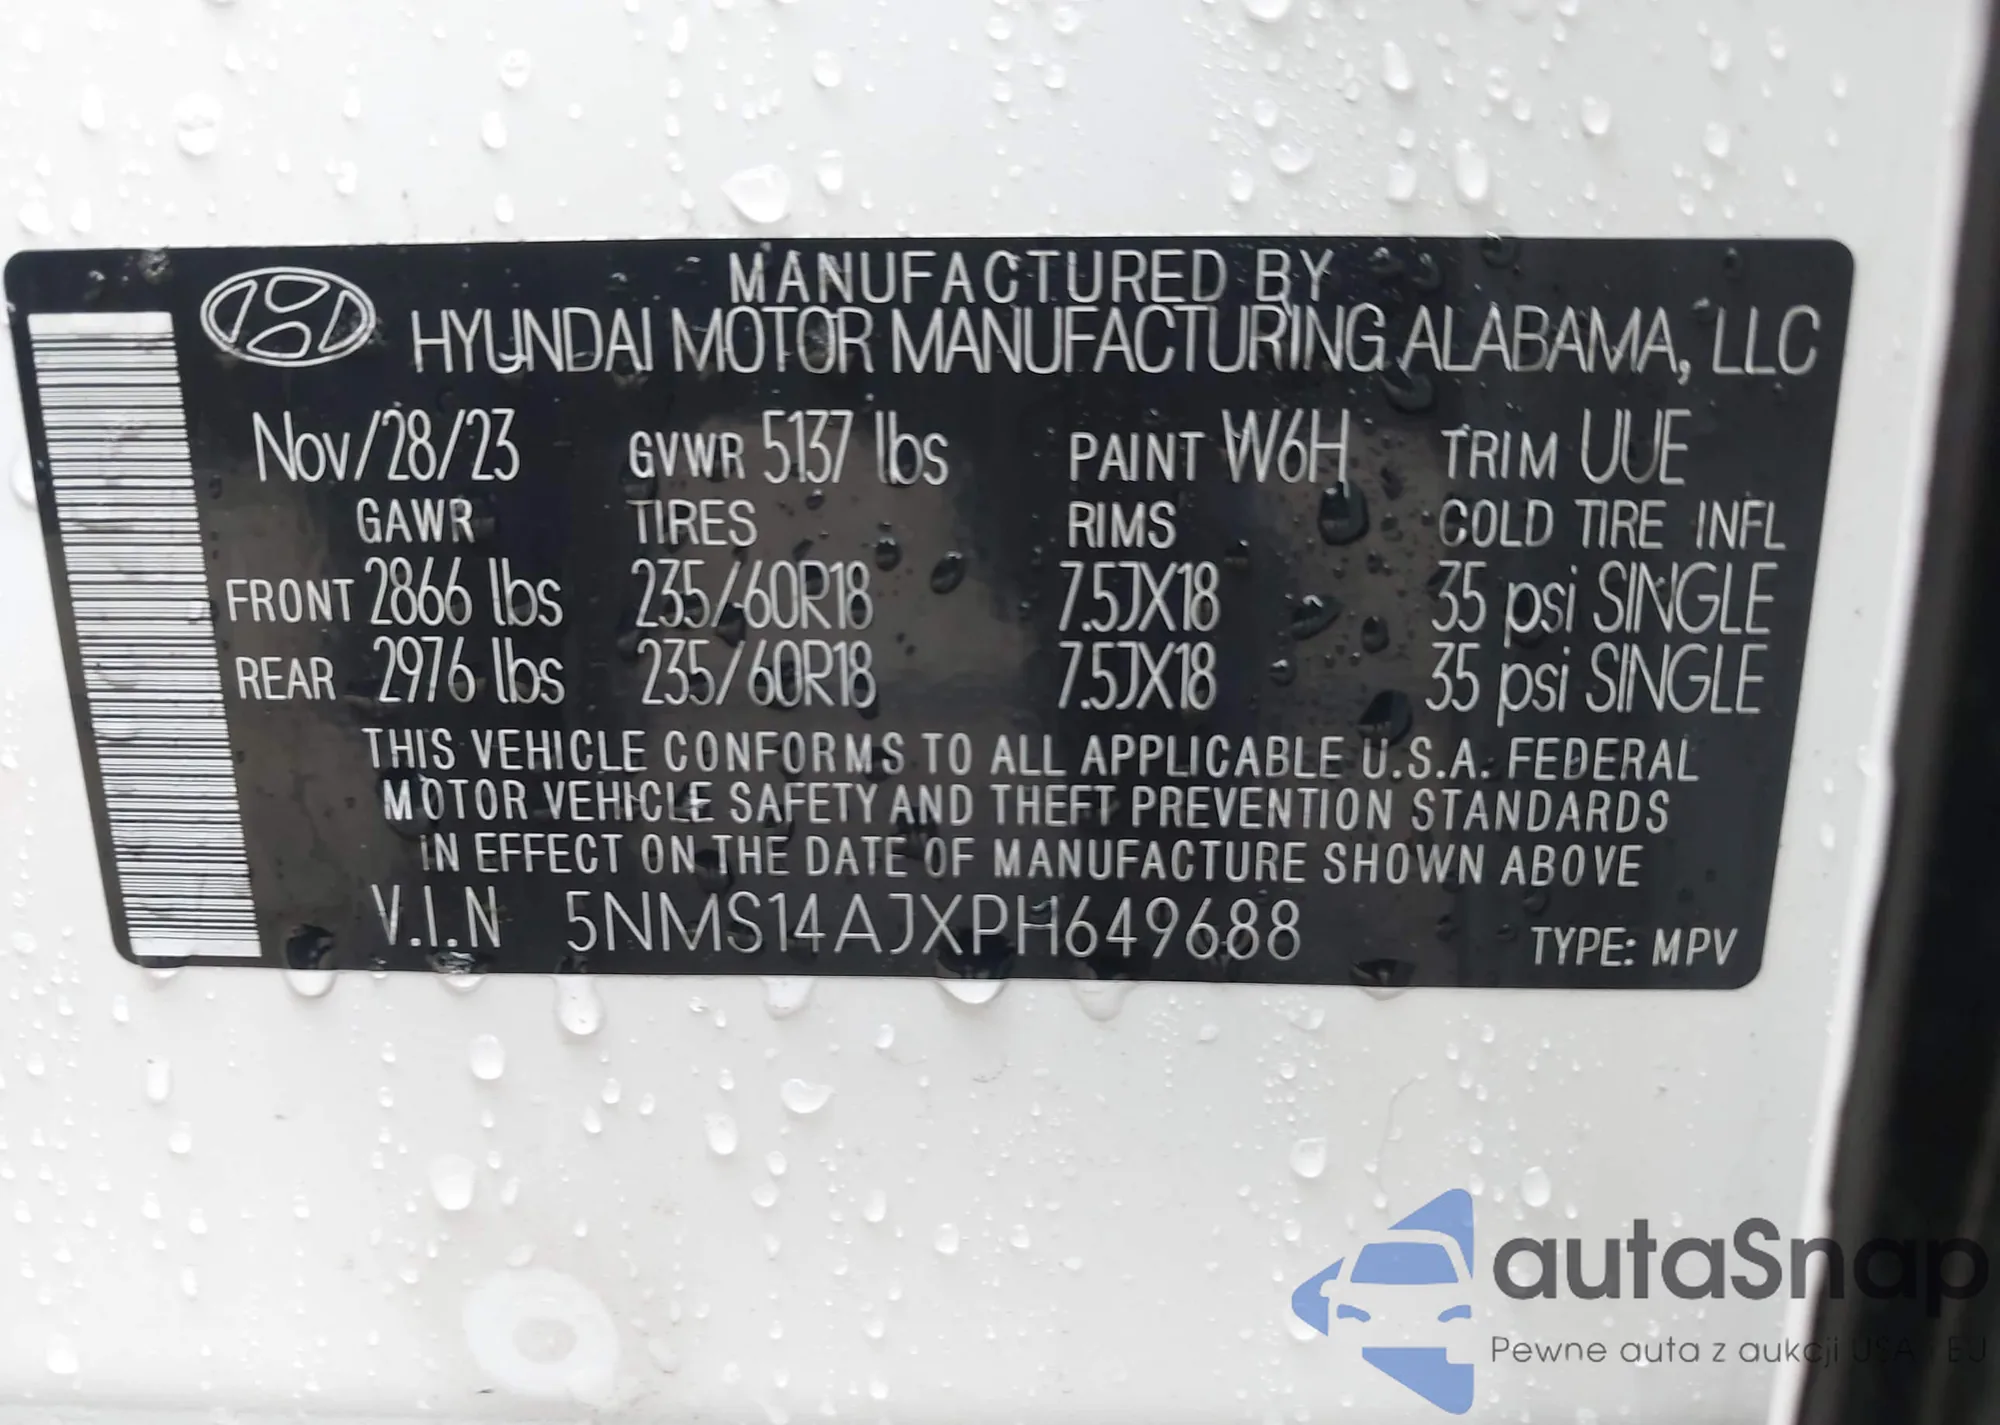 MANUFACTURED BY
HYUNDAI MOTOR MANUFACTURING ALABAMA, LLC
Nov/28/23 GVWR 5137 lbs PAINT W6H TRIM UUE
GAWR TIRES RIMS COLD TIRE INFL
FRONT 2866 lbs 235/60R18 7.5JX18 35 psi SINGLE
REAR 2976 lbs 235/60R18 7.5JX18 35 psi SINGLE
THIS VEHICLE CONFORMS TO ALL APPLICABLE U.S.A. FEDERAL
MOTOR VEHICLE SAFETY AND THEFT PREVENTION STANDARDS
IN EFFECT ON THE DATE OF MANUFACTURE SHOWN ABOVE
V.I.N 5NMS14AJXPH649688
TYPE: MPV
autaSnap
Pewne auta z aukcji USA - EU